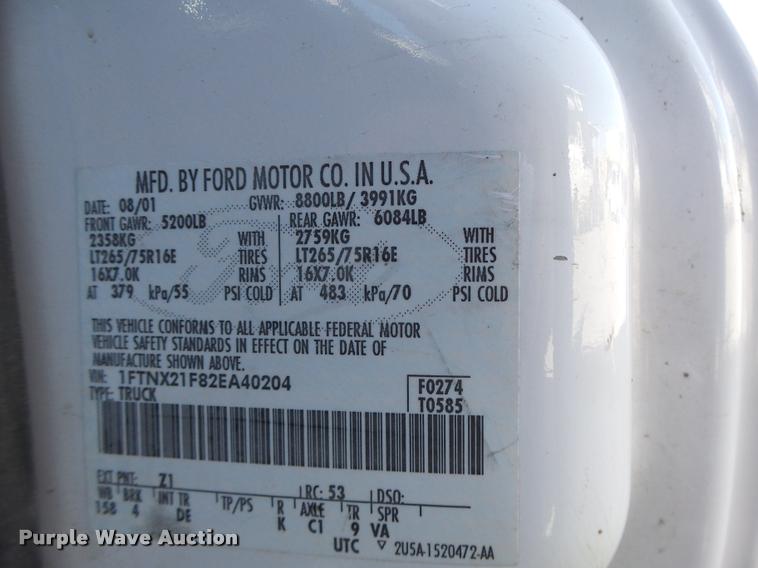 MFD. BY FORD MOTOR CO. IN U.S.A.
DATE: 08/01 GVWR: 8800LB/ 3991KG
FRONT GAWR: 5200LB REAR GAWR: 6084LB
2358KG WITH 2759KG WITH
LT265/75R16E TIRES LT265/75R16E TIRES
16X7.0K RIMS 16X7.0K RIMS
AT 379 kPa/55 PSI COLD AT 483 kPa/70 PSI COLD
THIS VEHICLE CONFORMS TO ALL APPLICABLE FEDERAL MOTOR
VEHICLE SAFETY STANDARDS IN EFFECT ON THE DATE OF
MANUFACTURE SHOWN ABOVE.
VIN: 1FTNX21F82EA40204 F0274
TYPE: TRUCK T0585
EXT PNT: Z1 RC: 53 DSO:
WB BRK INT TR TP/PS R AXLE TR SPR
158 4 DE K C1 9 VA
UTC ▽ 2U5A-1520472-AA
Purple Wave Auction